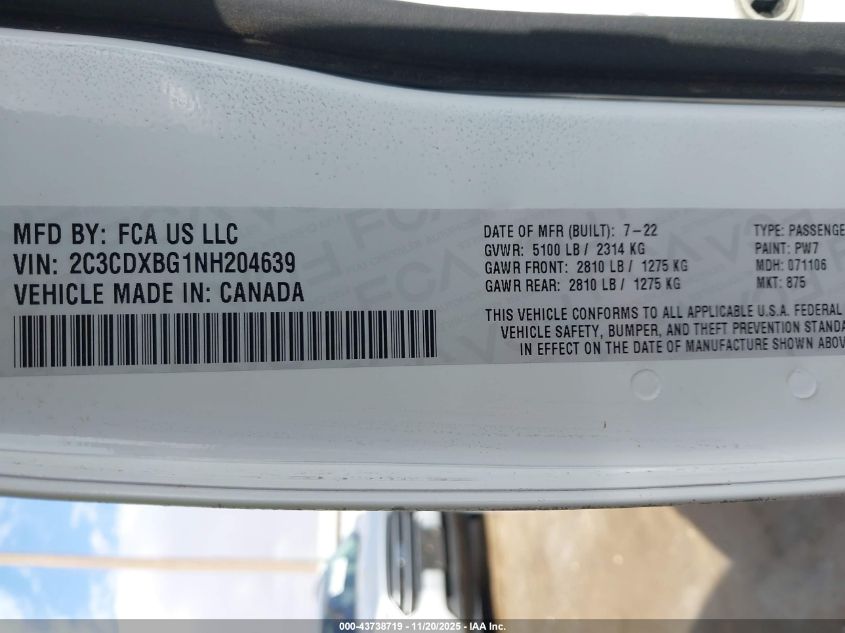 MFD BY: FCA US LLC
VIN: 2C3CDXBG1NH204639
VEHICLE MADE IN: CANADA
DATE OF MFR (BUILT): 7-22
GVWR: 5100 LB / 2314 KG
GAWR FRONT: 2810 LB / 1275 KG
GAWR REAR: 2810 LB / 1275 KG
TYPE: PASSENGE
PAINT: PW7
MDH: 071106
MKT: 875
THIS VEHICLE CONFORMS TO ALL APPLICABLE U.S.A. FEDERAL
VEHICLE SAFETY, BUMPER, AND THEFT PREVENTION STANDA
IN EFFECT ON THE DATE OF MANUFACTURE SHOWN ABOV
000-43738719 - 11/20/2025 - IAA Inc.